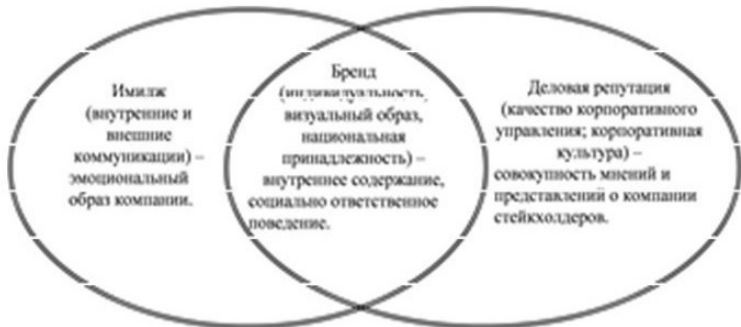 Имидж
(внутренние и
внешние
коммуникации) –
эмоциональный
образ компании.
Бренд
(индивидуальность,
визуальный образ,
национальная
принадлежность) –
внутреннее содержание,
социально ответственное
поведение.
Деловая репутация
(качество корпоративного
управления; корпоративная
культура) –
совокупность мнений и
представлений о компании
стейкхолдеров.